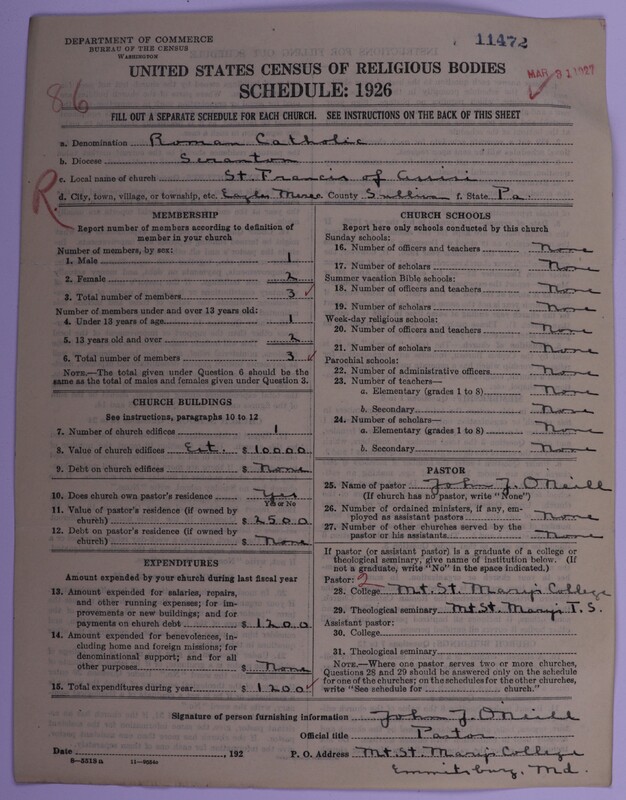 DEPARTMENT OF COMMERCE
BUREAU OF THE CENSUS
WASHINGTON
11472
MAR 31 1927
86
UNITED STATES CENSUS OF RELIGIOUS BODIES
SCHEDULE: 1926
FILL OUT A SEPARATE SCHEDULE FOR EACH CHURCH. SEE INSTRUCTIONS ON THE BACK OF THIS SHEET
a. Denomination Roman Catholic
b. Diocese Scranton
c. Local name of church St. Francis of Assisi
R.
d. City, town, village, or township, etc. Eagles Mere County Sullivan f. State Pa.
MEMBERSHIP
Report number of members according to definition of
member in your church
Number of members, by sex:
1. Male 1
2. Female 2
3. Total number of members 3
Number of members under and over 13 years old:
4. Under 13 years of age 1
5. 13 years old and over 2
6. Total number of members 3
NOTE.—The total given under Question 6 should be the
same as the total of males and females given under Question 3.
CHURCH BUILDINGS
See instructions, paragraphs 10 to 12
7. Number of church edifices 1
8. Value of church edifices Est. $ 10000
9. Debt on church edifices $ None
10. Does church own pastor's residence Yes
Yes or No
11. Value of pastor's residence (if owned by
church) $ 2500
12. Debt on pastor's residence (if owned by
church) $ None
EXPENDITURES
Amount expended by your church during last fiscal year
13. Amount expended for salaries, repairs,
and other running expenses; for im-
provements or new buildings; and for
payments on church debt $ 1200
14. Amount expended for benevolences, in-
cluding home and foreign missions; for
denominational support; and for all
other purposes $ None
15. Total expenditures during year $ 1200
CHURCH SCHOOLS
Report here only schools conducted by this church
Sunday schools:
16. Number of officers and teachers None
17. Number of scholars None
Summer vacation Bible schools:
18. Number of officers and teachers None
19. Number of scholars None
Week-day religious schools:
20. Number of officers and teachers None
21. Number of scholars None
Parochial schools:
22. Number of administrative officers None
23. Number of teachers—
a. Elementary (grades 1 to 8) None
b. Secondary None
24. Number of scholars—
a. Elementary (grades 1 to 8) None
b. Secondary None
PASTOR
25. Name of pastor John J. O'Neill
(If church has no pastor, write "None")
26. Number of ordained ministers, if any, em-
ployed as assistant pastors None
27. Number of other churches served by the
pastor or his assistants None
If pastor (or assistant pastor) is a graduate of a college or
theological seminary, give name of institution below. (If
not a graduate, write "No" in the space indicated.)
Pastor: 2
28. College Mt. St. Mary's College
29. Theological seminary Mt St. Mary's T. S.
Assistant pastor:
30. College
31. Theological seminary
NOTE.—Where one pastor serves two or more churches,
Questions 28 and 29 should be answered only on the schedule
for one of the churches; on the schedules for the other churches,
write "See schedule for church."
Signature of person furnishing information John J. O'Neill
Official title Pastor
Date , 192 P. O. Address Mt St. Mary's College
8—5518a
Emmitsburg, Md.